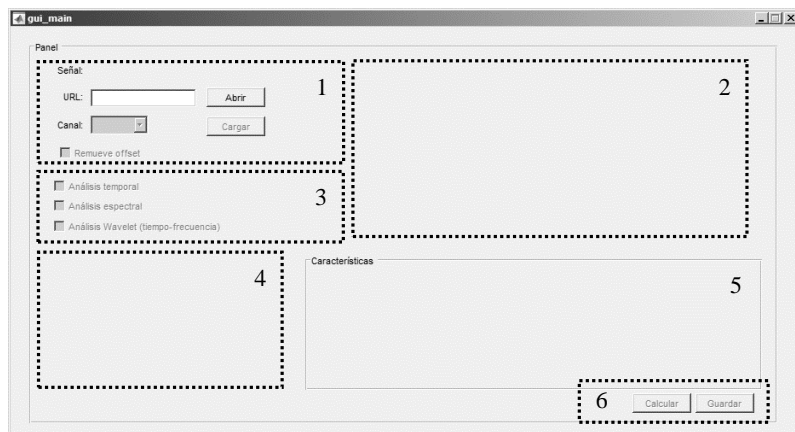 gui_main
Panel
Señal:
1
2
URL:
Abrir
Canal:
Cargar
Remueve offset
Análisis temporal
3
Análisis espectral
Análisis Wavelet (tiempo-frecuencia)
4
Características
5
6
Calcular
Guardar